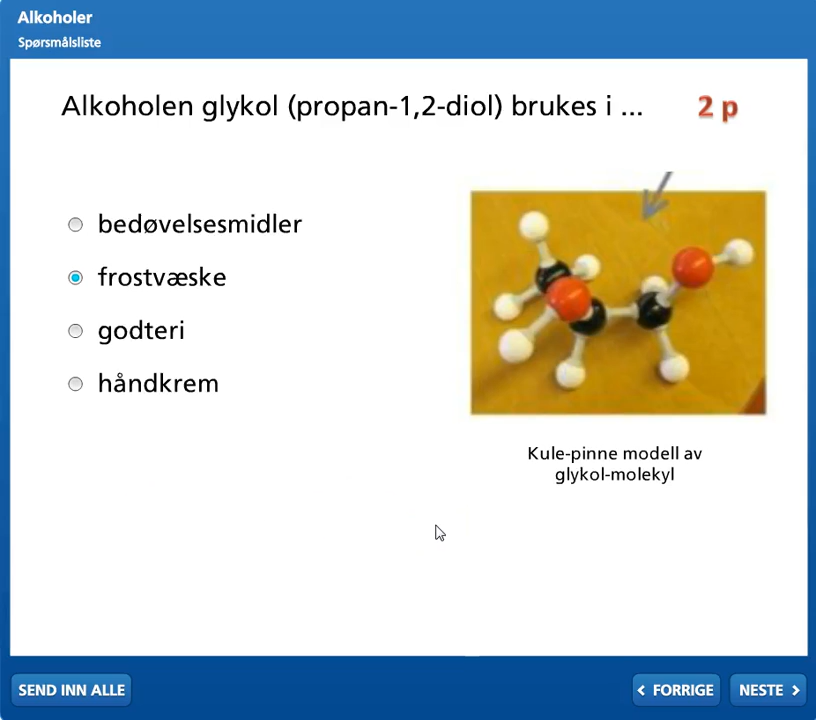 Alkoholer
Spørsmålsliste
Alkoholen glykol (propan-1,2-diol) brukes i ... 2 p
bedøvelsesmidler
frostvæske
godteri
håndkrem
Kule-pinne modell av
glykol-molekyl
SEND INN ALLE
FORRIGE
NESTE